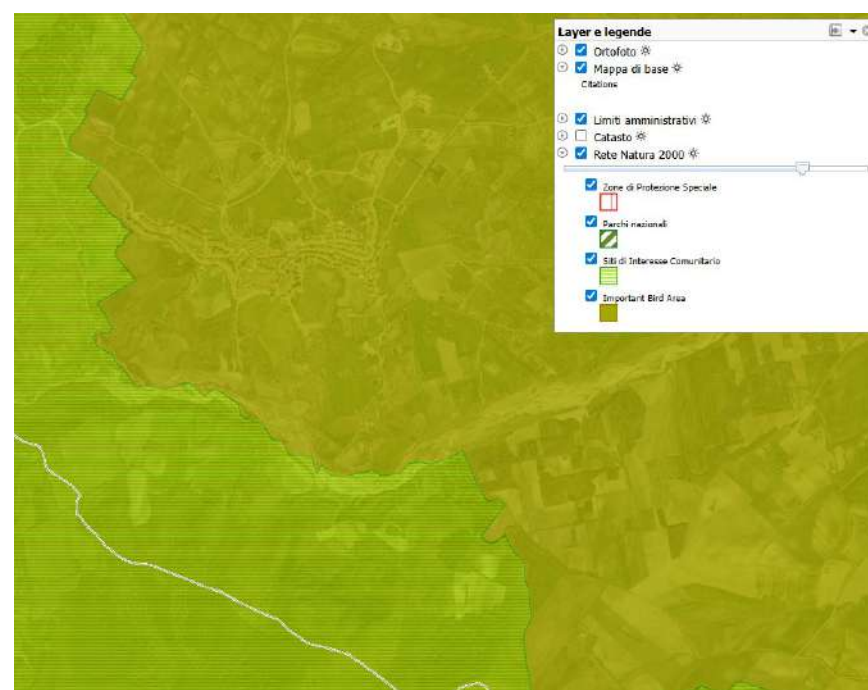 Layer e legende
Ortofoto
Mappa di base
Citations
Limiti amministrativi
Catasto
Rete Natura 2000
Zone di Protezione Speciale
Parchi nazionali
Siti di Interesse Comunitario
Important Bird Area